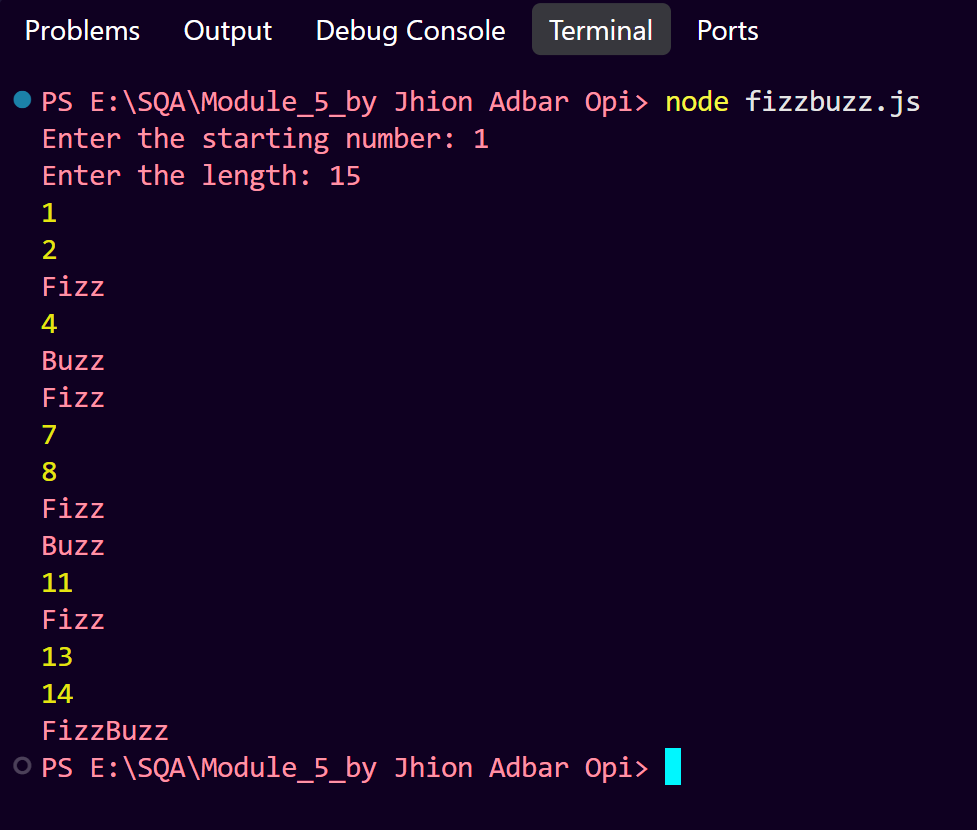 Problems Output Debug Console Terminal Ports
PS E:\SQA\Module_5_by Jhion Adbar Opi> node fizzbuzz.js
Enter the starting number: 1
Enter the length: 15
1
2
Fizz
4
Buzz
Fizz
7
8
Fizz
Buzz
11
Fizz
13
14
FizzBuzz
PS E:\SQA\Module_5_by Jhion Adbar Opi>